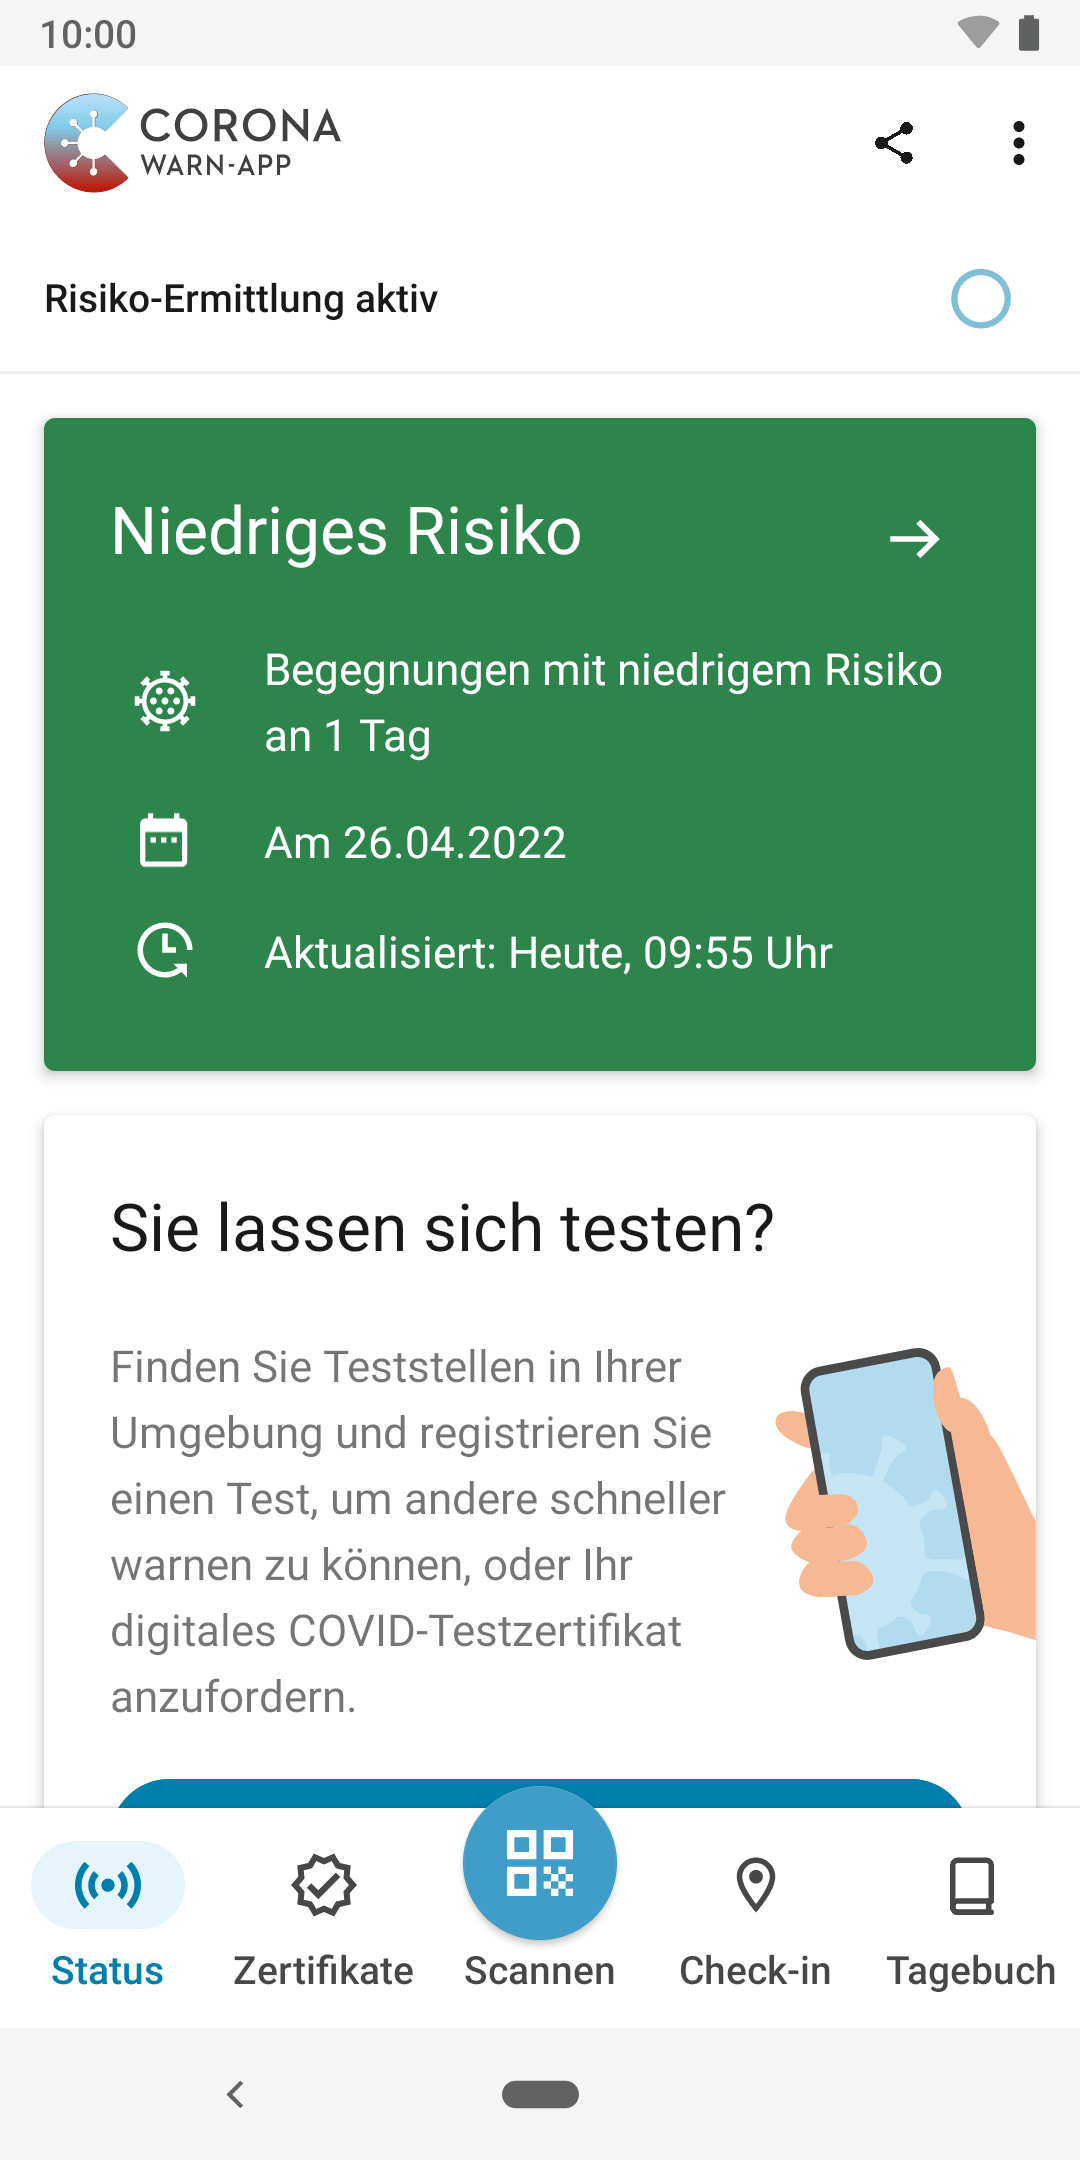 10:00
CORONA
WARN-APP
Risiko-Ermittlung aktiv
Niedriges Risiko
Begegnungen mit niedrigem Risiko
an 1 Tag
Am 26.04.2022
Aktualisiert: Heute, 09:55 Uhr
Sie lassen sich testen?
Finden Sie Teststellen in Ihrer
Umgebung und registrieren Sie
einen Test, um andere schneller
warnen zu können, oder Ihr
digitales COVID-Testzertifikat
anzufordern.
Status
Zertifikate
Scannen
Check-in
Tagebuch